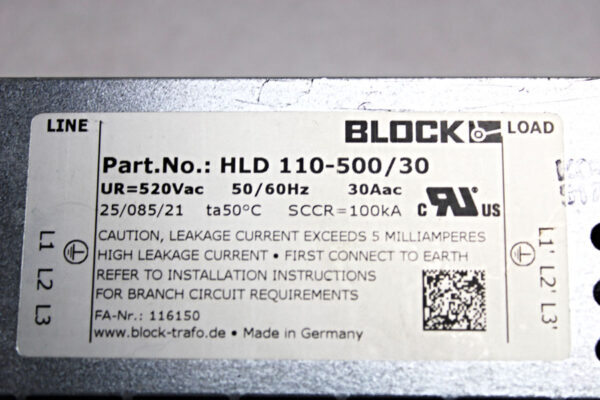 LINE
BLOCK
LOAD
Part.No.: HLD 110-500/30
UR=520Vac 50/60Hz 30Aac
25/085/21 ta50°C SCCR=100kA
c RU US
CAUTION, LEAKAGE CURRENT EXCEEDS 5 MILLIAMPERES
HIGH LEAKAGE CURRENT • FIRST CONNECT TO EARTH
REFER TO INSTALLATION INSTRUCTIONS
FOR BRANCH CIRCUIT REQUIREMENTS
FA-Nr.: 116150
www.block-trafo.de • Made in Germany
L1
L2
L3
L1'
L2'
L3'